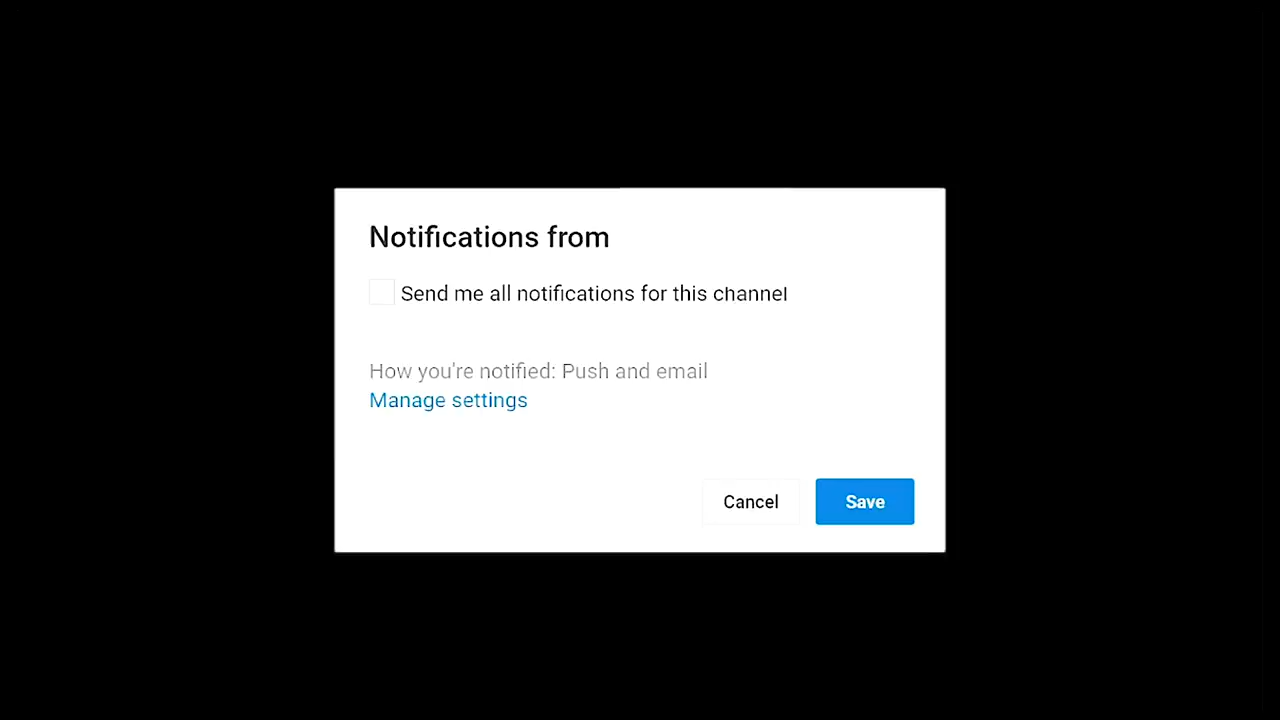 Notifications from
Send me all notifications for this channel
How you're notified: Push and email
Manage settings
Cancel Save